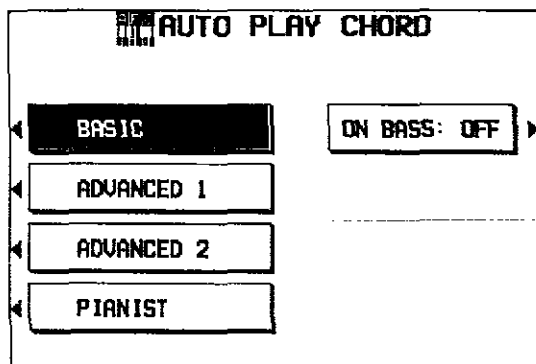 AUTO PLAY CHORD
BASIC
ON BASS: OFF
ADVANCED 1
ADVANCED 2
PIANIST